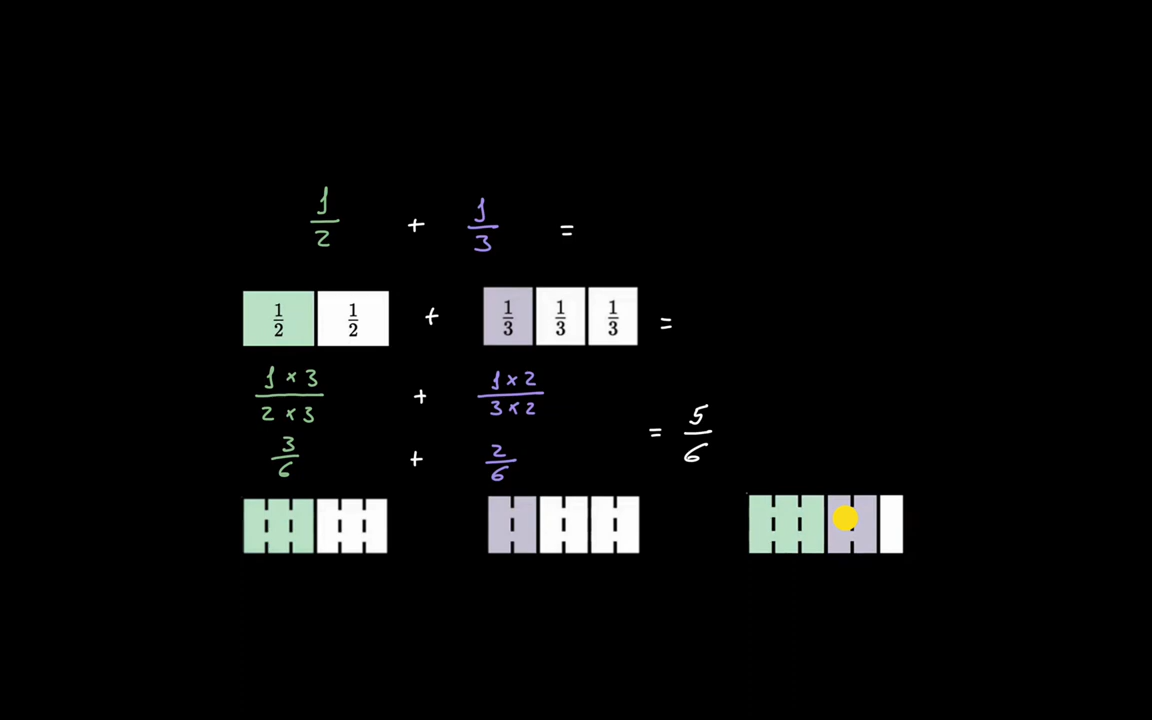 1/2 + 1/3 =
1/2 1/2 + 1/3 1/3 1/3 =
1 × 3 / 2 × 3 + 1 × 2 / 3 × 2
= 5/6
3/6 + 2/6